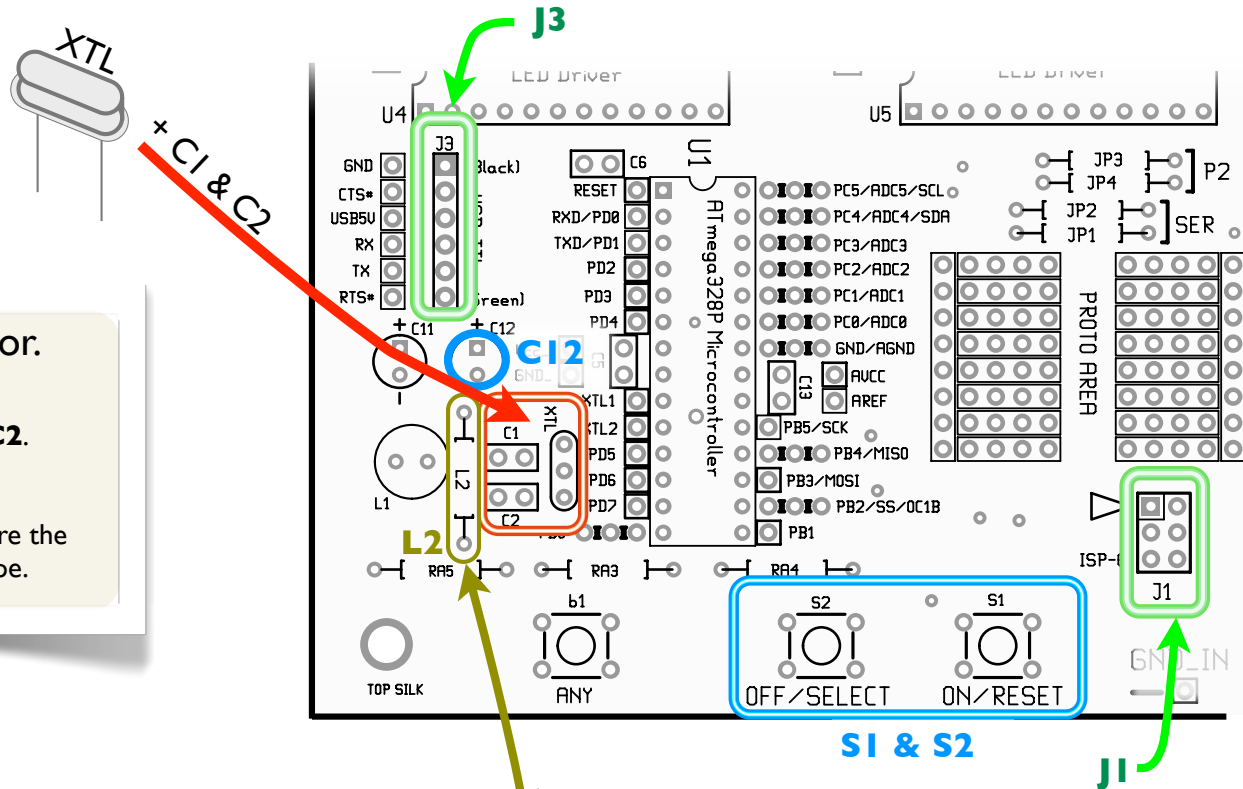 J3
XTL
+ C1 & C2
LED Driver
LED Driver
U4
U5
J3
(Black)
GND
CTS#
USB5V
RX
TX
RTS#
C6
U1
RESET
RXD/PD0
TXD/PD1
PD2
PD3
PD4
XTL1
XTL2
PD5
PD6
PD7
ATmega328P Microcontroller
PC5/ADC5/SCL
PC4/ADC4/SDA
PC3/ADC3
PC2/ADC2
PC1/ADC1
PC0/ADC0
GND/AGND
C13
AVCC
AREF
PB5/SCK
PB4/MISO
PB3/MOSI
PB2/SS/OC1B
PB1
JP3
JP4
P2
JP2
JP1
SER
PROTO AREA
+ C11
-
+ C12
C12
GND_
C5
or.
C2.
re the
be.
L1
L2
C1
C2
XTL
L2
RA5
RA3
RA4
ISP-
J1
b1
ANY
S2
OFF/SELECT
S1
ON/RESET
TOP SILK
GND_IN
S1 & S2
J1